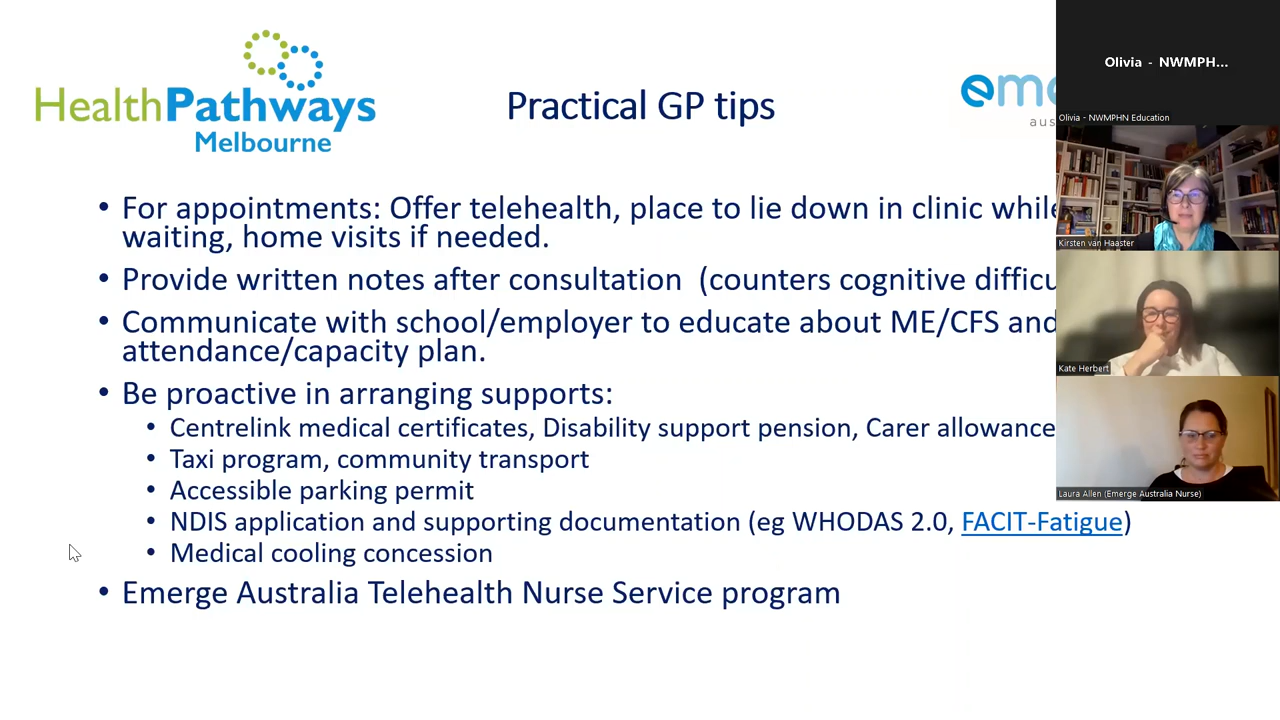 HealthPathways
Melbourne
Practical GP tips
eme
aus
• For appointments: Offer telehealth, place to lie down in clinic while
waiting, home visits if needed.
• Provide written notes after consultation (counters cognitive difficu
• Communicate with school/employer to educate about ME/CFS and
attendance/capacity plan.
• Be proactive in arranging supports:
• Centrelink medical certificates, Disability support pension, Carer allowance
• Taxi program, community transport
• Accessible parking permit
• NDIS application and supporting documentation (eg WHODAS 2.0, FACIT-Fatigue)
• Medical cooling concession
• Emerge Australia Telehealth Nurse Service program
Olivia - NWMPH...
Olivia - NWMPHN Education
Kirsten van Haaster
Kate Herbert
Laura Allen (Emerge Australia Nurse)